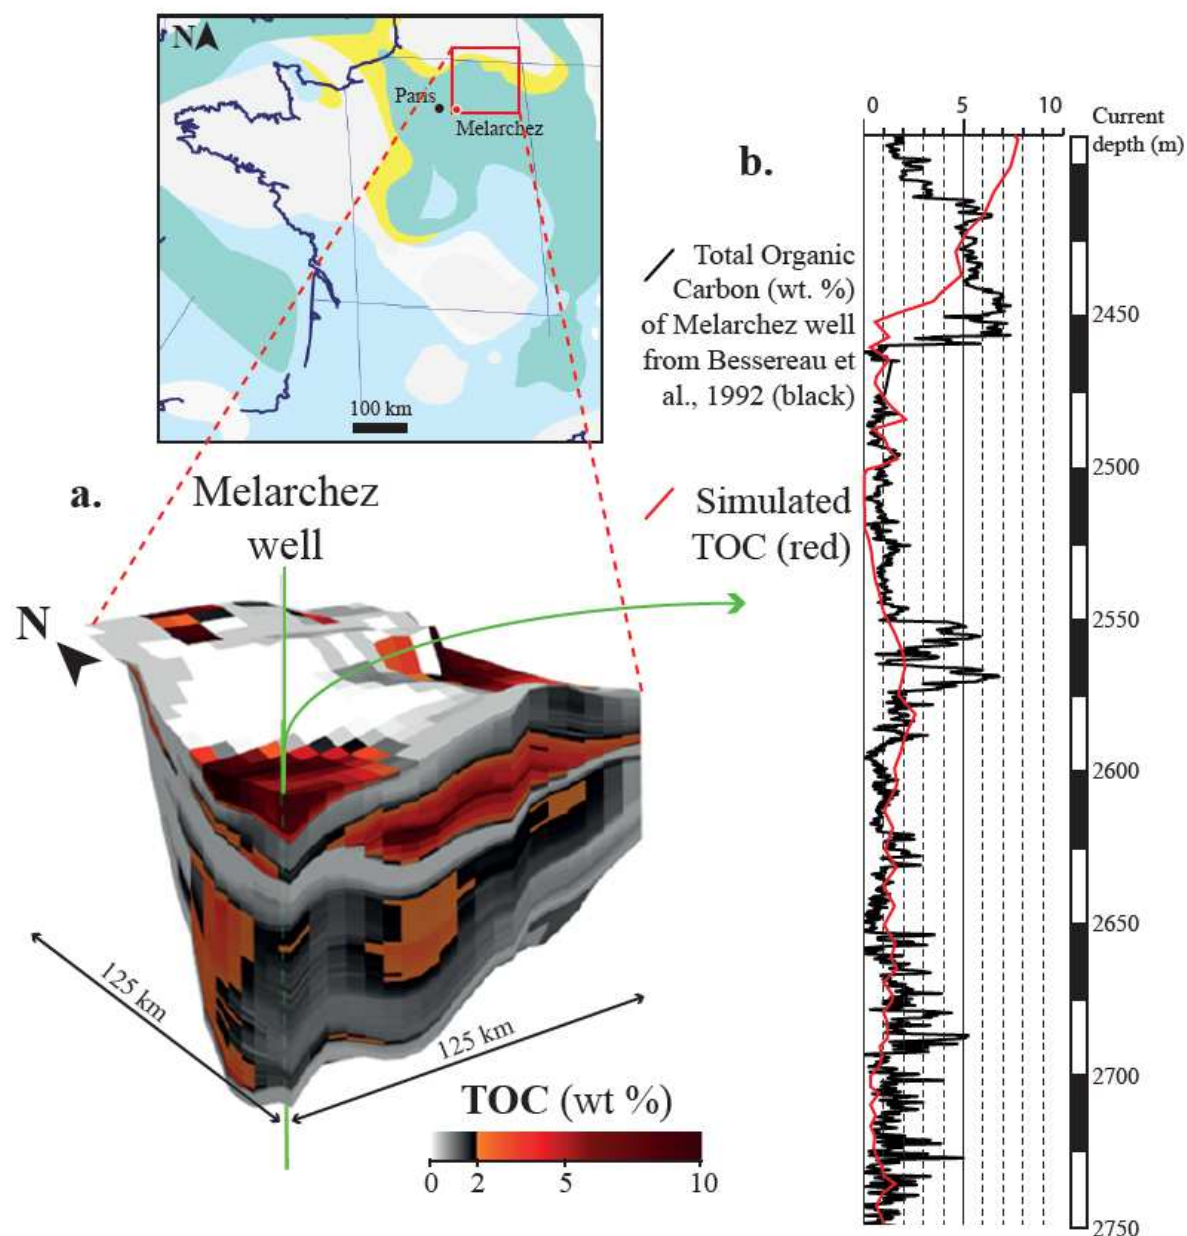 N
Paris
Melarchez
100 km
a.
Melarchez
well
N
125 km
125 km
TOC (wt %)
0 2 5 10
b.
0 5 10
Current
depth (m)
Total Organic
Carbon (wt. %)
of Melarchez well
from Bessereau et
al., 1992 (black)
Simulated
TOC (red)
2450
2500
2550
2600
2650
2700
2750